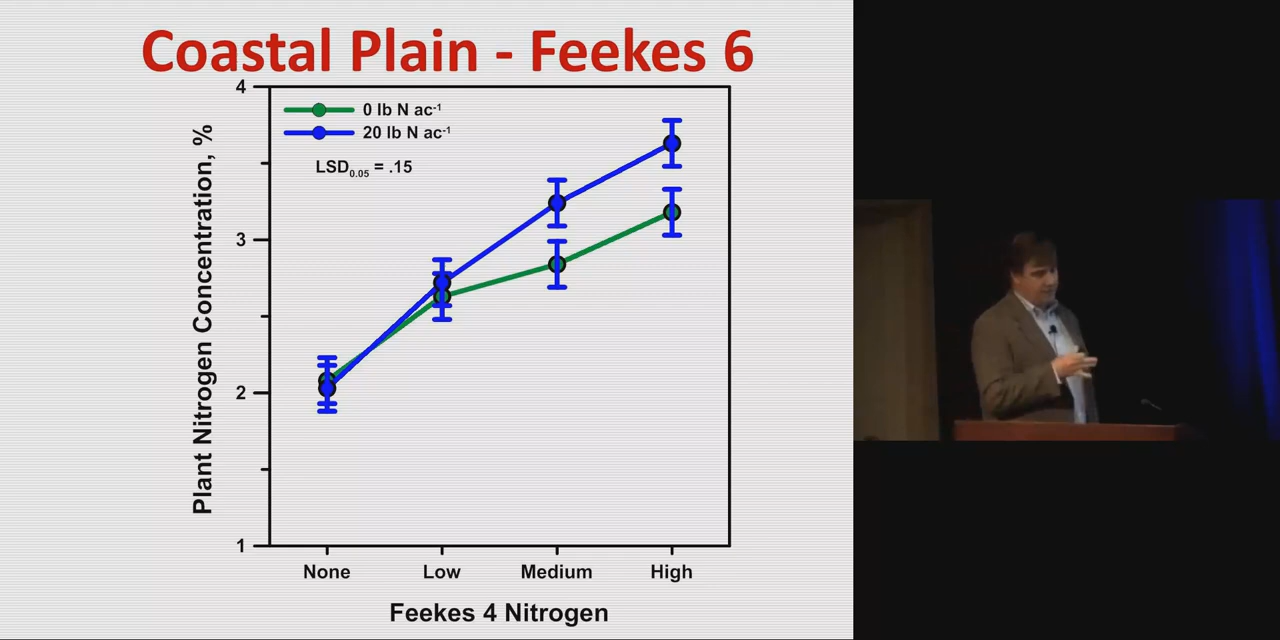 Coastal Plain - Feekes 6
4
3
2
1
Plant Nitrogen Concentration, %
0 lb N ac⁻¹
20 lb N ac⁻¹
LSD₀.₀₅ = .15
None Low Medium High
Feekes 4 Nitrogen